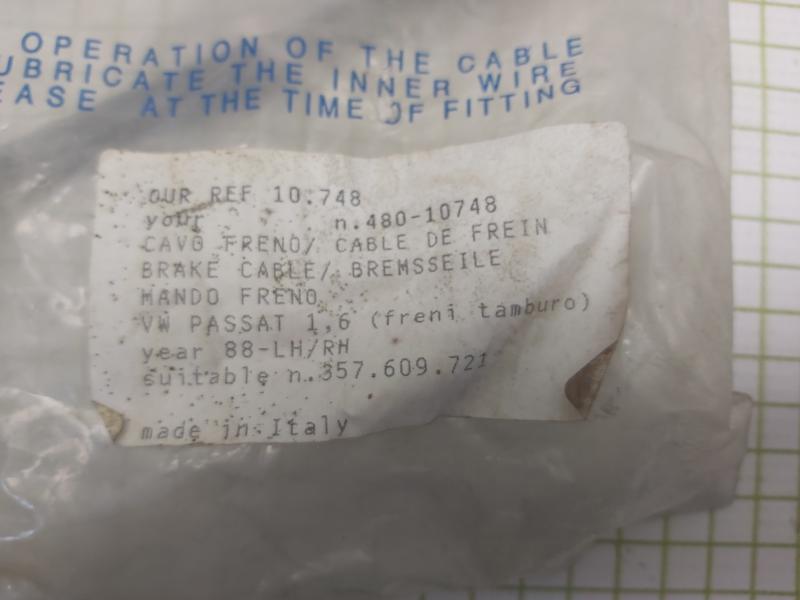 OPERATION OF THE CABLE
UBRICATE THE INNER WIRE
EASE AT THE TIME OF FITTING
OUR REF 10.748
your n.480-10748
CAVO FRENO/ CABLE DE FREIN
BRAKE CABLE/ BREMSSEILE
MANDO FRENO
VW PASSAT 1,6 (freni tamburo)
year 88-LH/RH
suitable n.357.609.721
made in Italy